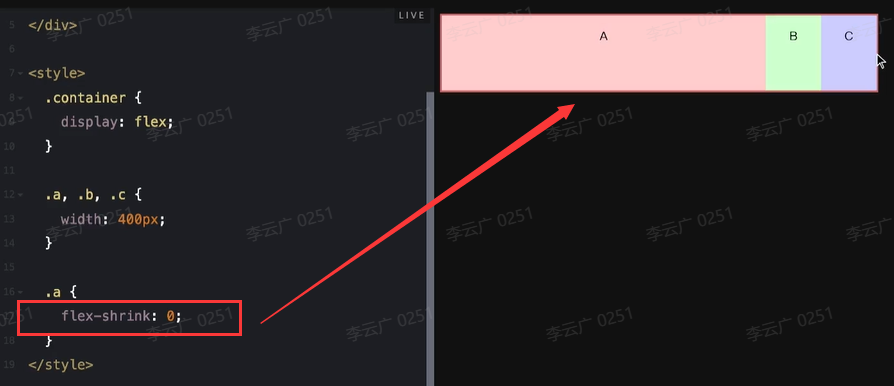 LIVE
5 </div>
6
7 <style>
8 .container {
9 display: flex;
10 }
11
12 .a, .b, .c {
13 width: 400px;
14 }
15
16 .a {
17 flex-shrink: 0;
18 }
19 </style>
A
B
C
李云广 0251